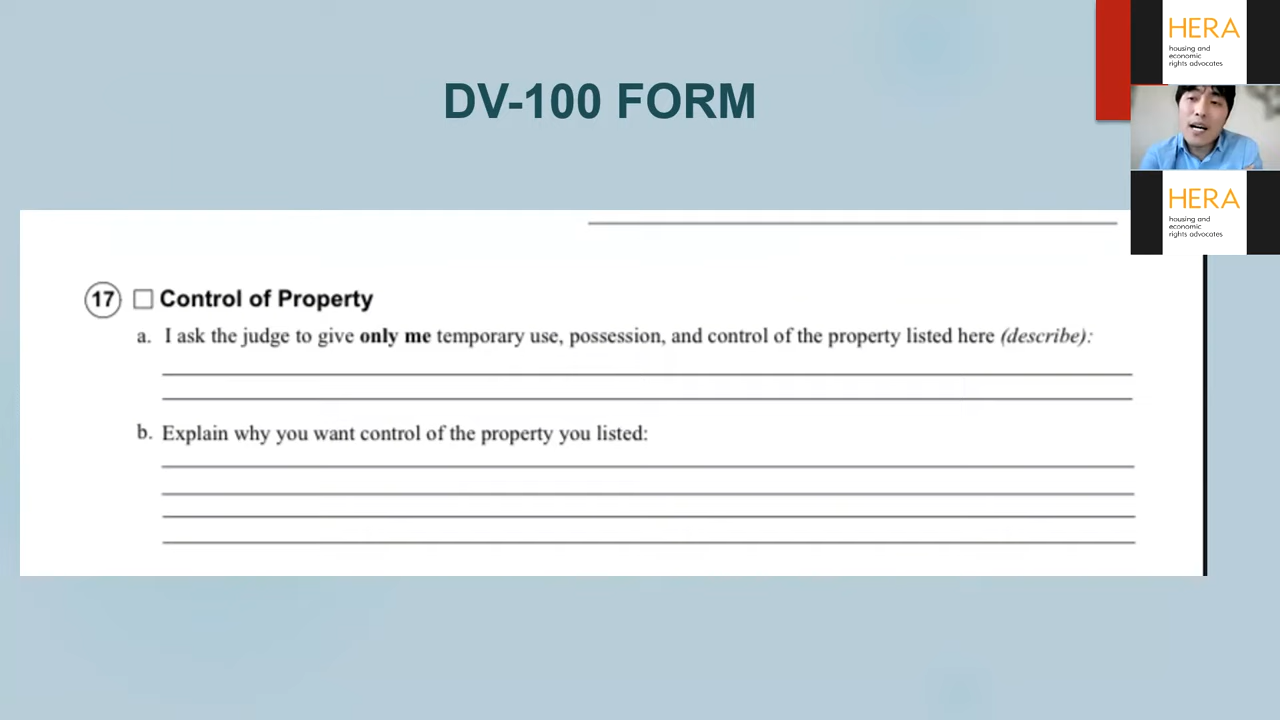 DV-100 FORM
HERA
housing and
economic
rights advocates
HERA
housing and
economic
rights advocates
17 Control of Property
a. I ask the judge to give only me temporary use, possession, and control of the property listed here (describe):
b. Explain why you want control of the property you listed: